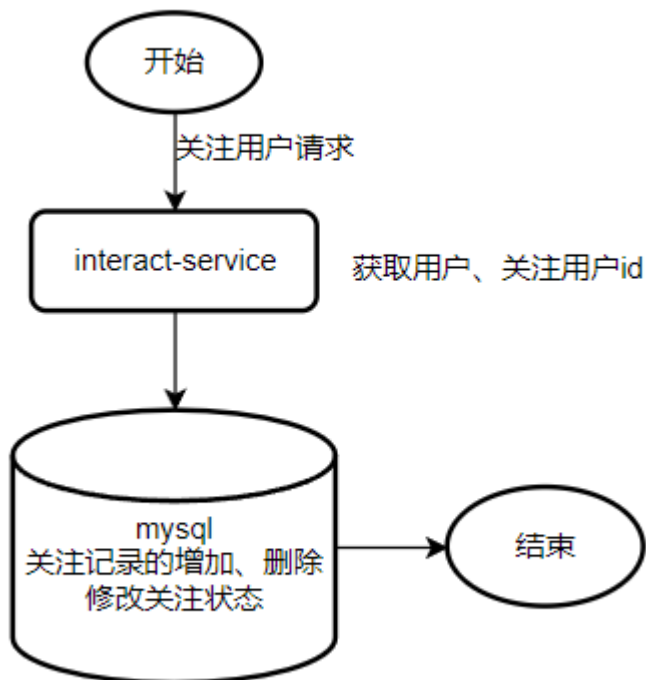 开始
关注用户请求
interact-service
获取用户、关注用户id
mysql
关注记录的增加、删除
修改关注状态
结束